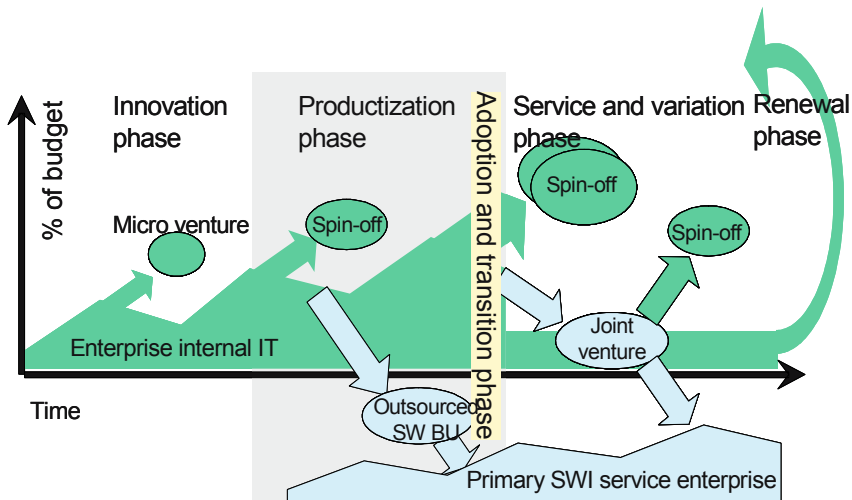 % of budget
Innovation
phase
Productization
phase
Adoption and transition phase
Service and variation
phase
Renewal
phase
Micro venture
Spin-off
Spin-off
Spin-off
Enterprise internal IT
Joint
venture
Time
Outsourced
SW BU
Primary SWI service enterprise